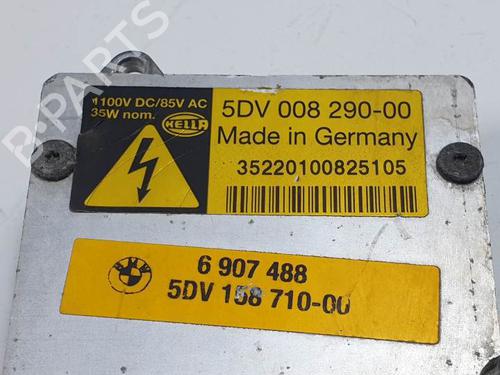 B-PARTS
1100V DC/85V AC
35W nom.
HELLA
5DV 008 290-00
Made in Germany
35220100825105
BMW
6 907 488
5DV 158 710-00